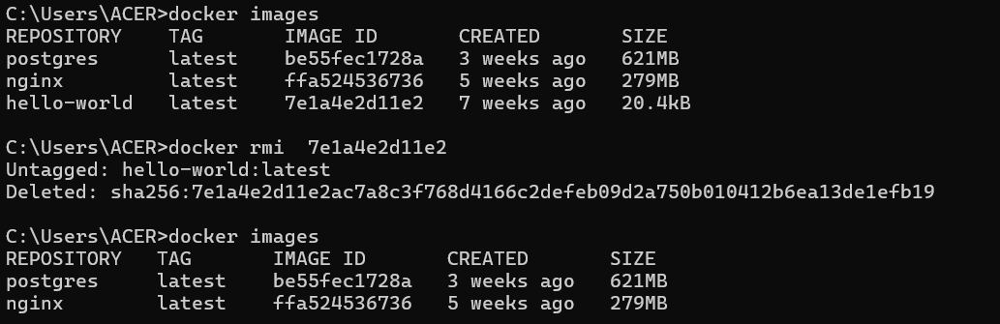 C:\Users\ACER>docker images
REPOSITORY    TAG       IMAGE ID       CREATED       SIZE
postgres      latest    be55fec1728a   3 weeks ago   621MB
nginx         latest    ffa524536736   5 weeks ago   279MB
hello-world   latest    7e1a4e2d11e2   7 weeks ago   20.4kB
C:\Users\ACER>docker rmi  7e1a4e2d11e2
Untagged: hello-world:latest
Deleted: sha256:7e1a4e2d11e2ac7a8c3f768d4166c2defeb09d2a750b010412b6ea13de1efb19
C:\Users\ACER>docker images
REPOSITORY   TAG       IMAGE ID       CREATED       SIZE
postgres     latest    be55fec1728a   3 weeks ago   621MB
nginx        latest    ffa524536736   5 weeks ago   279MB